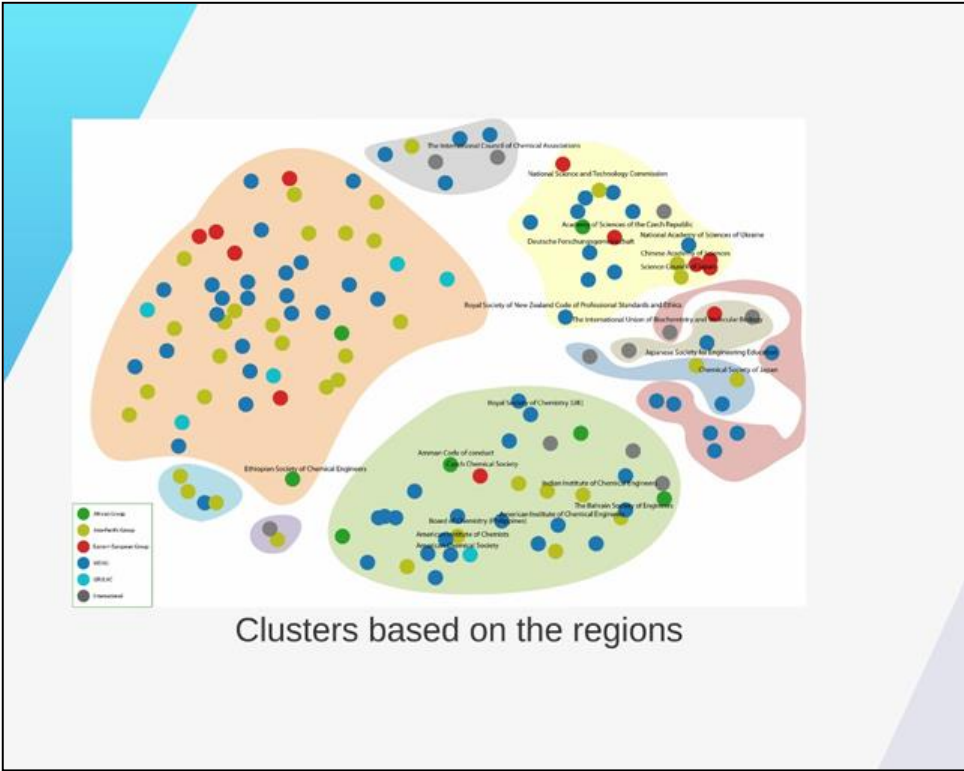 The International Council of Chemical Associations
National Science and Technology Commission
Academy of Sciences of the Czech Republic
National Academy of Sciences of Ukraine
Deutsche Forschungsgemeinschaft
Chinese Academy of Sciences
Science Council of Japan
Royal Society of New Zealand Code of Professional Standards and Ethics
The International Union of Biochemistry and Molecular Biology
Japanese Society for Engineering Education
Chemical Society of Japan
Royal Society of Chemistry (UK)
Amman Code of conduct
Czech Chemical Society
Ethiopian Society of Chemical Engineers
Indian Institute of Chemical Engineers
The Bahrain Society of Engineers
American Institute of Chemical Engineers
Board of Chemistry (Philippines)
American Institute of Chemists
American Chemical Society
African Group
Asia-Pacific Group
Eastern European Group
WEOG
GRULAC
International
Clusters based on the regions